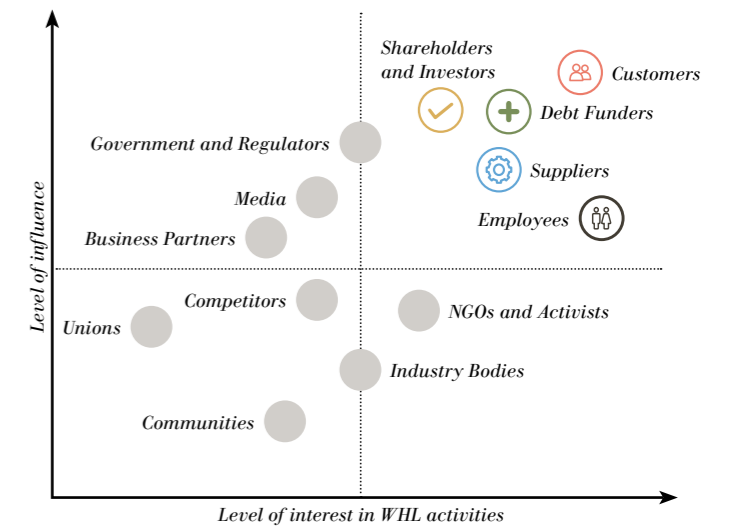 Shareholders
and Investors
Customers
Debt Funders
Government and Regulators
Suppliers
Media
Employees
Business Partners
Level of influence
Competitors
NGOs and Activists
Unions
Industry Bodies
Communities
Level of interest in WHL activities